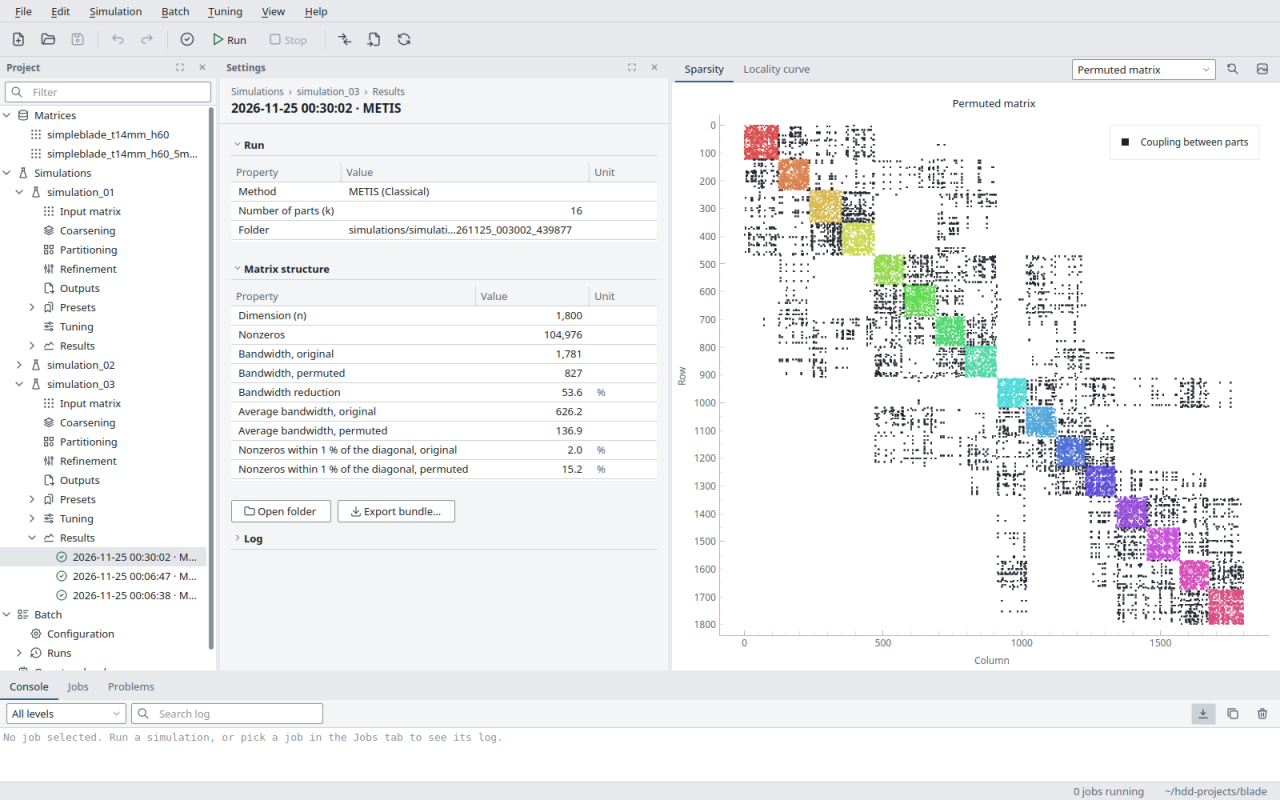 File Edit Simulation Batch Tuning View Help
Run Stop
Project
Filter
Matrices
simpleblade_t14mm_h60
simpleblade_t14mm_h60_5m...
Simulations
simulation_01
Input matrix
Coarsening
Partitioning
Refinement
Outputs
Presets
Tuning
Results
simulation_02
simulation_03
Input matrix
Coarsening
Partitioning
Refinement
Outputs
Presets
Tuning
Results
2026-11-25 00:30:02 · M...
2026-11-25 00:06:47 · M...
2026-11-25 00:06:38 · M...
Batch
Configuration
Runs
Settings
Simulations › simulation_03 › Results
2026-11-25 00:30:02 · METIS
Run
Property Value Unit
Method METIS (Classical)
Number of parts (k) 16
Folder simulations/simulati...261125_003002_439877
Matrix structure
Property Value Unit
Dimension (n) 1,800
Nonzeros 104,976
Bandwidth, original 1,781
Bandwidth, permuted 827
Bandwidth reduction 53.6 %
Average bandwidth, original 626.2
Average bandwidth, permuted 136.9
Nonzeros within 1 % of the diagonal, original 2.0 %
Nonzeros within 1 % of the diagonal, permuted 15.2 %
Open folder Export bundle...
Log
Sparsity Locality curve Permuted matrix
Permuted matrix
Coupling between parts
0
100
200
300
400
500
600
700
800
900
1000
1100
1200
1300
1400
1500
1600
1700
1800
Row
0 500 1000 1500
Column
Console Jobs Problems
All levels Search log
No job selected. Run a simulation, or pick a job in the Jobs tab to see its log.
0 jobs running ~/hdd-projects/blade